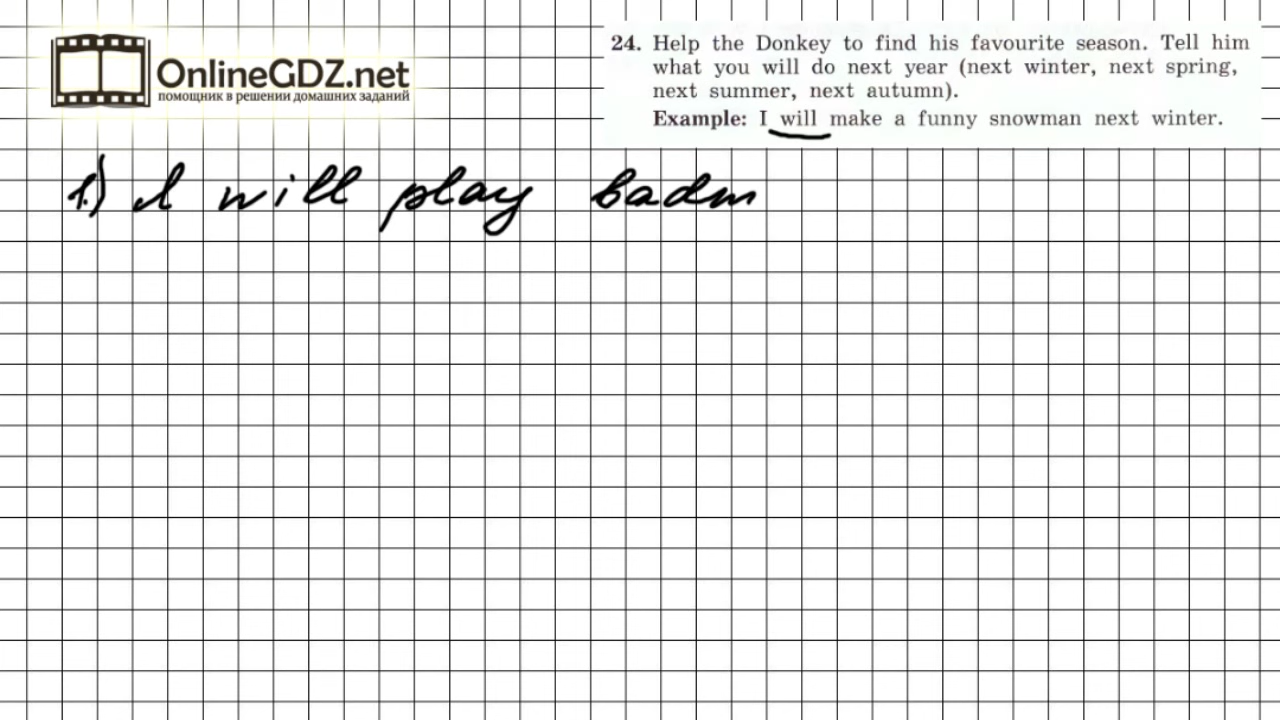 OnlineGDZ.net
помощник в решении домашних заданий
24. Help the Donkey to find his favourite season. Tell him
what you will do next year (next winter, next spring,
next summer, next autumn).
Example: I will make a funny snowman next winter.
1.) I will play badm